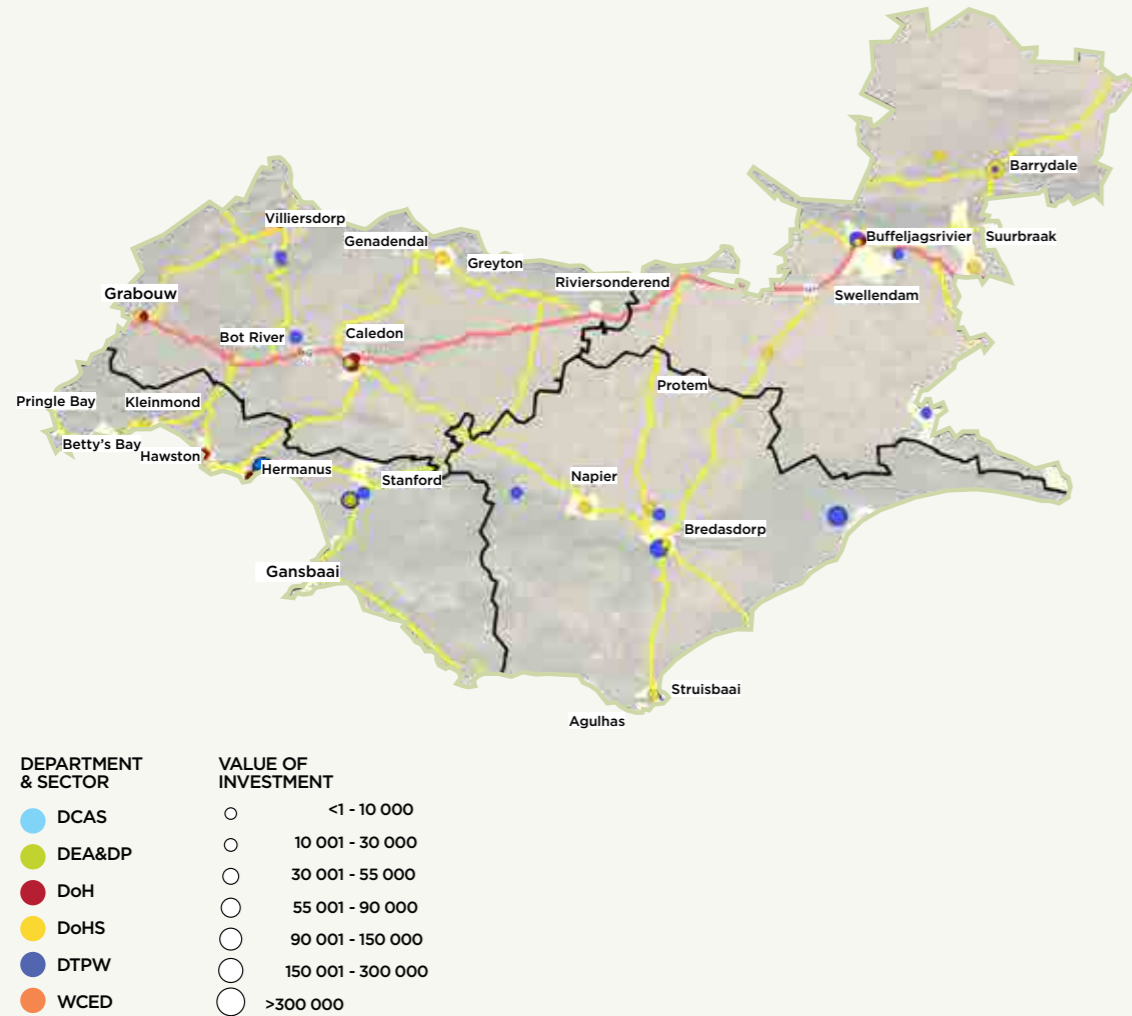 Barrydale
Villiersdorp
Buffeljagsrivier
Suurbraak
Genadendal
Greyton
Riviersonderend
Grabouw
Swellendam
Bot River
Caledon
Protem
Pringle Bay
Kleinmond
Betty's Bay
Hawston
Hermanus
Stanford
Napier
Bredasdorp
Gansbaai
Struisbaai
Agulhas
DEPARTMENT
& SECTOR
DCAS
DEA&DP
DoH
DoHS
DTPW
WCED
VALUE OF
INVESTMENT
<1 - 10 000
10 001 - 30 000
30 001 - 55 000
55 001 - 90 000
90 001 - 150 000
150 001 - 300 000
>300 000